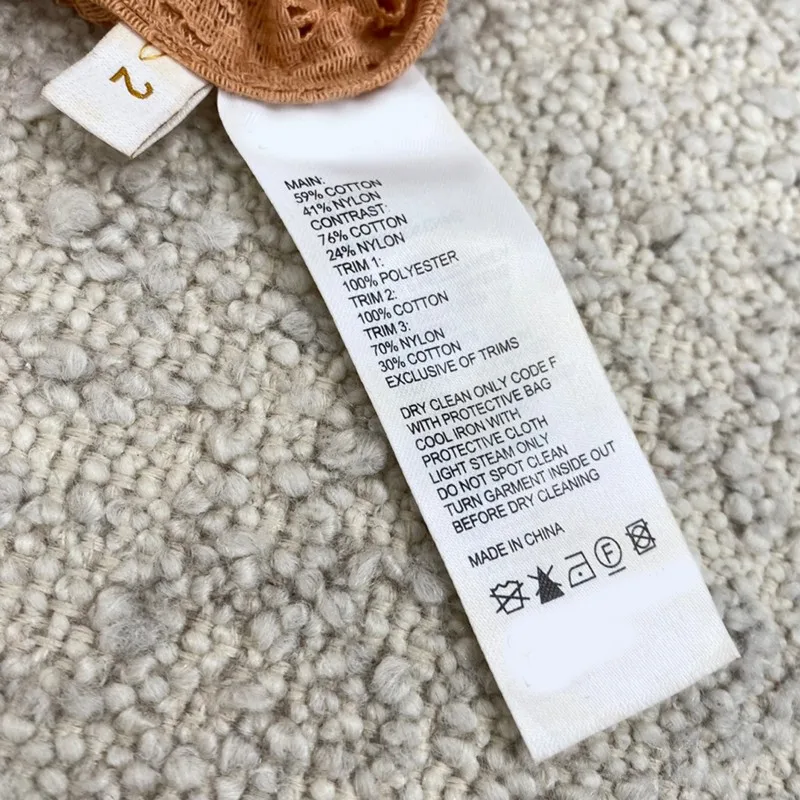 2
MAIN:
59% COTTON
41% NYLON
CONTRAST:
76% COTTON
24% NYLON
TRIM 1:
100% POLYESTER
TRIM 2:
100% COTTON
TRIM 3:
70% NYLON
30% COTTON
EXCLUSIVE OF TRIMS
DRY CLEAN ONLY CODE F
WITH PROTECTIVE BAG
COOL IRON WITH
PROTECTIVE CLOTH
LIGHT STEAM ONLY
DO NOT SPOT CLEAN
TURN GARMENT INSIDE OUT
BEFORE DRY CLEANING
MADE IN CHINA
F